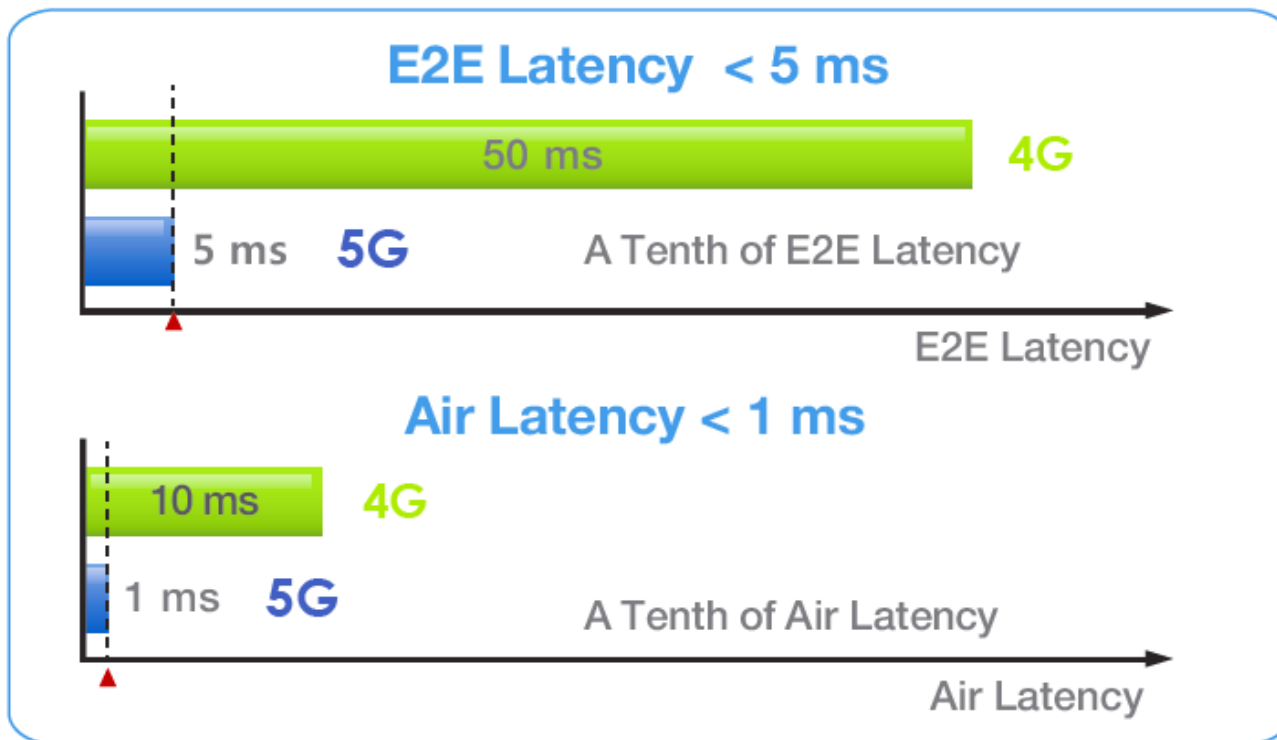 E2E Latency < 5 ms
50 ms 4G
5 ms 5G A Tenth of E2E Latency
E2E Latency
Air Latency < 1 ms
10 ms 4G
1 ms 5G A Tenth of Air Latency
Air Latency